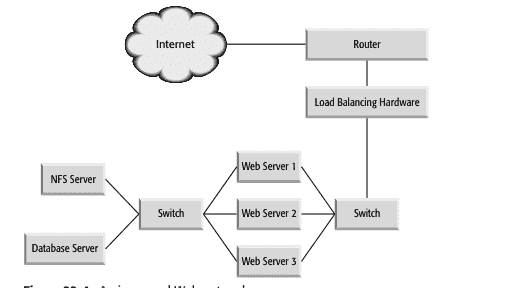 Internet
Router
Load Balancing Hardware
NFS Server
Web Server 1
Switch
Web Server 2
Switch
Database Server
Web Server 3